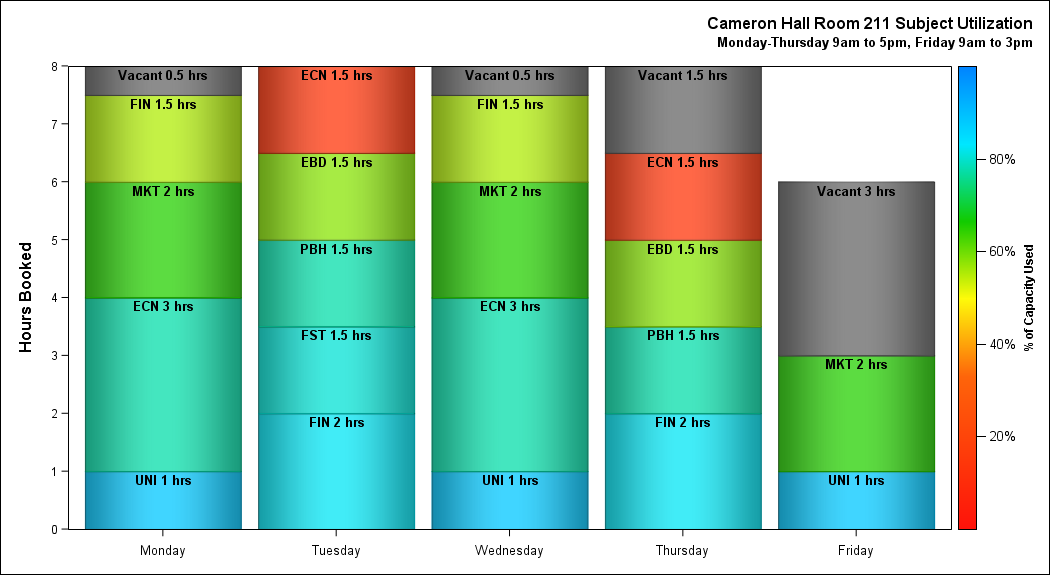 Cameron Hall Room 211 Subject Utilization
Monday-Thursday 9am to 5pm, Friday 9am to 3pm
Hours Booked
8
7
6
5
4
3
2
1
0
Vacant 0.5 hrs
FIN 1.5 hrs
MKT 2 hrs
ECN 3 hrs
UNI 1 hrs
Monday
ECN 1.5 hrs
EBD 1.5 hrs
PBH 1.5 hrs
FST 1.5 hrs
FIN 2 hrs
Tuesday
Vacant 0.5 hrs
FIN 1.5 hrs
MKT 2 hrs
ECN 3 hrs
UNI 1 hrs
Wednesday
Vacant 1.5 hrs
ECN 1.5 hrs
EBD 1.5 hrs
PBH 1.5 hrs
FIN 2 hrs
Thursday
Vacant 3 hrs
MKT 2 hrs
UNI 1 hrs
Friday
80%
60%
40%
20%
% of Capacity Used